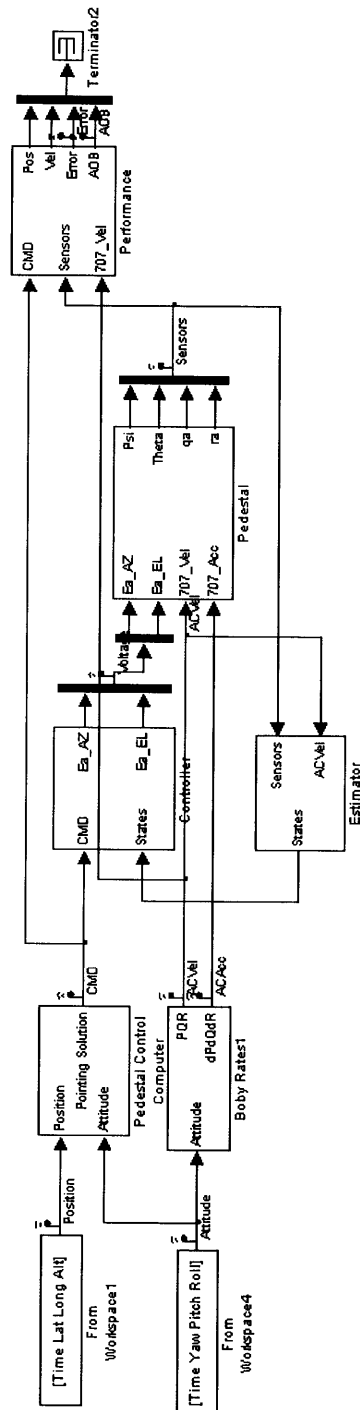 [Time Lat Long Alt]
From
Workspace1
Position
Position
Pointing Solution
Attitude
Pedestal Control
Computer
CMD
[Time Yaw Pitch Roll]
From
Workspace4
Attitude
Attitude
PQR
dPdQdR
Boby Rates1
ACVel
ACAcc
CMD
States
Ea_AZ
Ea_EL
Controller
Voltage
Ea_AZ
Ea_EL
707_Vel
707_Acc
ACVel
Psi
Theta
qa
ra
Pedestal
Sensors
Sensors
ACVel
States
Estimator
CMD
Sensors
707_Vel
Pos
Vel
Error
AOB
Performance
Error
AOB
Terminator2